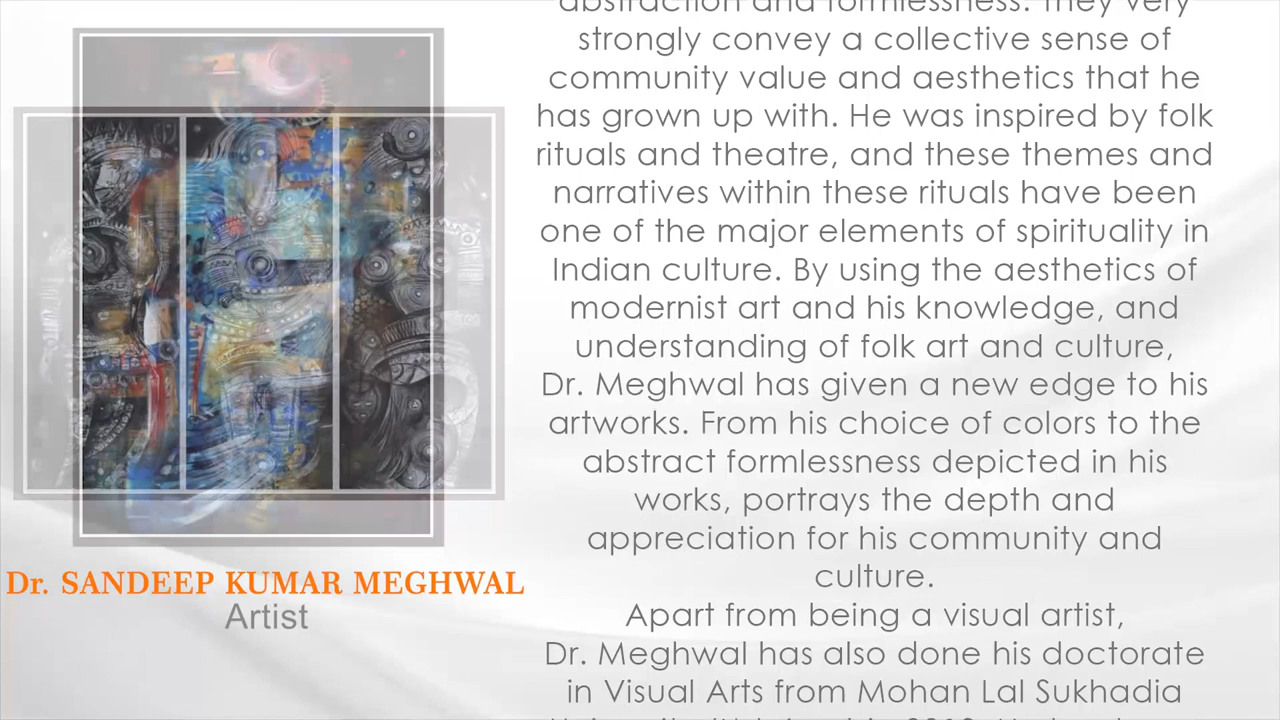 abstraction and formlessness. They very
strongly convey a collective sense of
community value and aesthetics that he
has grown up with. He was inspired by folk
rituals and theatre, and these themes and
narratives within these rituals have been
one of the major elements of spirituality in
Indian culture. By using the aesthetics of
modernist art and his knowledge, and
understanding of folk art and culture,
Dr. Meghwal has given a new edge to his
artworks. From his choice of colors to the
abstract formlessness depicted in his
works, portrays the depth and
appreciation for his community and
culture.
Apart from being a visual artist,
Dr. Meghwal has also done his doctorate
in Visual Arts from Mohan Lal Sukhadia
Dr. SANDEEP KUMAR MEGHWAL
Artist